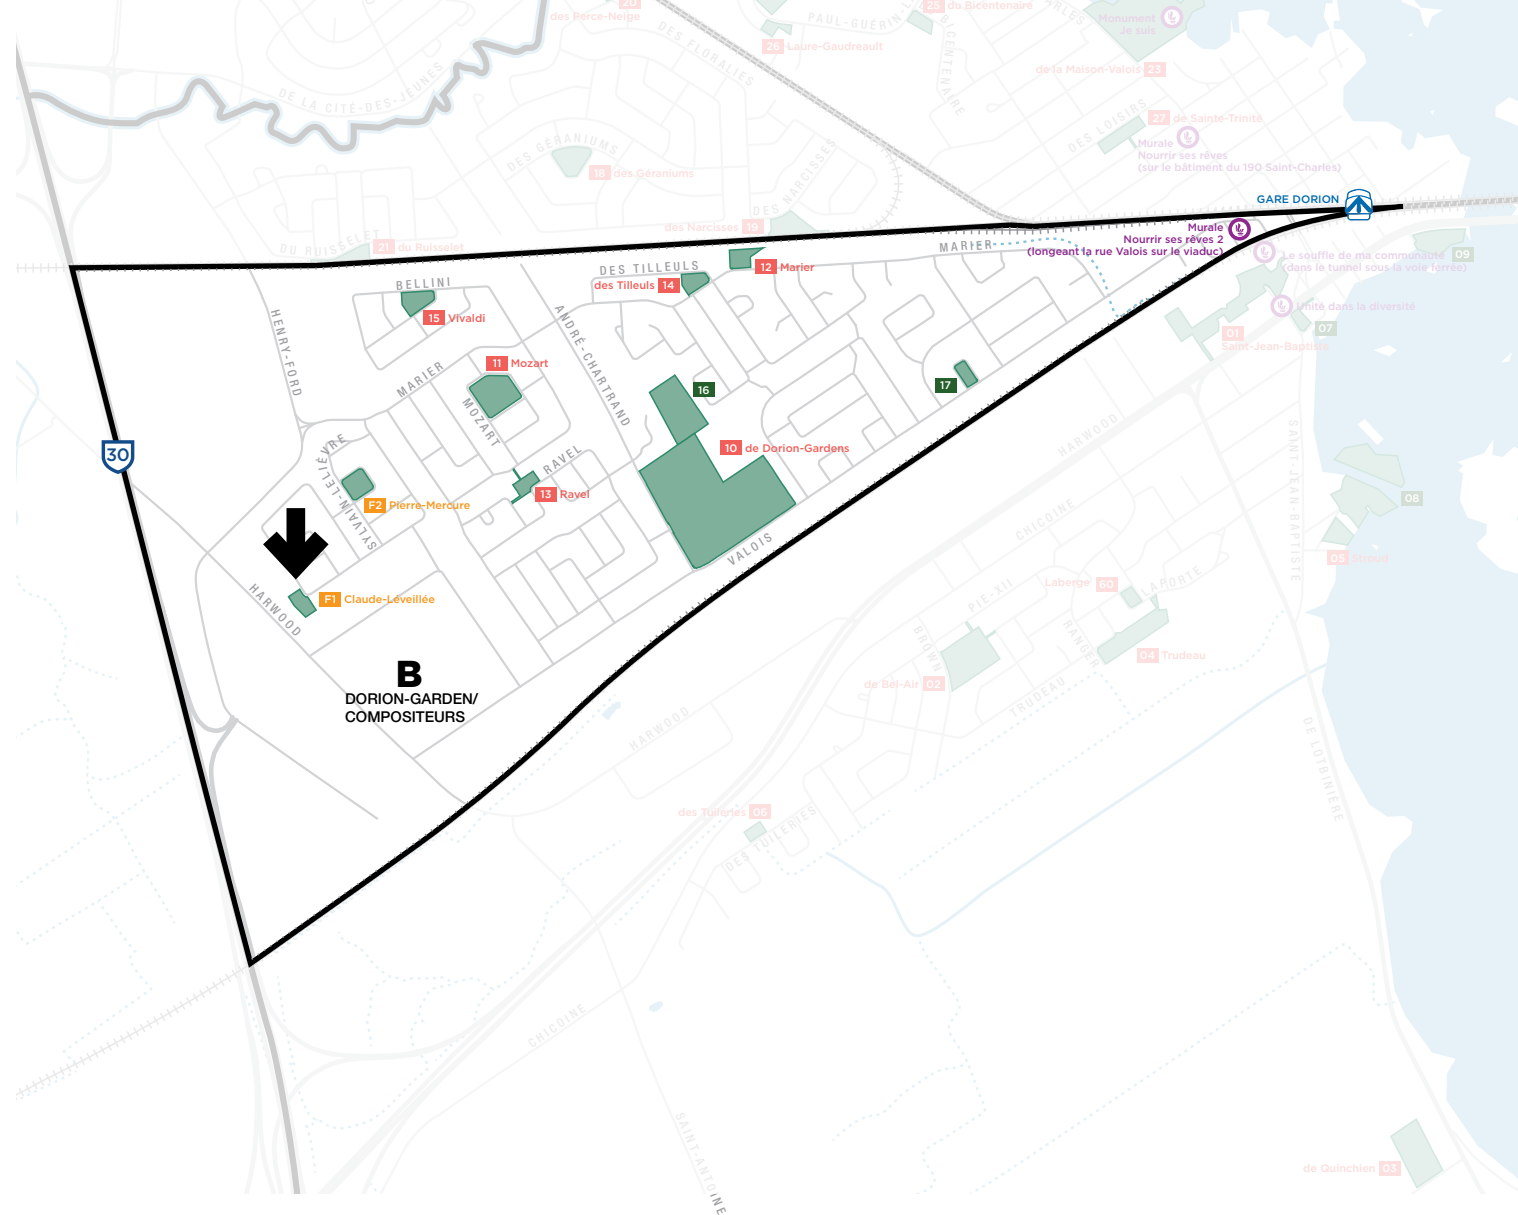 20
des Perce-Neige
DES FLORALIES
26 Laure-Gaudreault
PAUL-GUÉRIN-L
25 du Bicentenaire
BICENTENAIRE
Monument
Je suis
de la Maison-Valois 23
DE LA CITÉ-DES-JEUNES
DES GÉRANIUMS
18 des Géraniums
DES NARCISSES
des Narcisses 19
DES LOISIRS
27 de Sainte-Trinité
Murale
Nourrir ses rêves
(sur le bâtiment du 190 Saint-Charles)
GARE DORION
Murale
Nourrir ses rêves 2
(longeant la rue Valois sur le viaduc)
Le souffle de ma communauté
(dans le tunnel sous la voie ferrée)
09
Unité dans la diversité
07
01
Saint-Jean-Baptiste
DU RUISSELET
21 du Ruisselet
MARIER
12 Marier
DES TILLEULS
des Tilleuls 14
BELLINI
15 Vivaldi
HENRY-FORD
ANDRÉ-CHARTRAND
11 Mozart
MARIER
MOZART
16
17
10 de Dorion-Gardens
RAVEL
13 Ravel
SYLVAIN-LELIÈVRE
F2 Pierre-Mercure
30
VALOIS
HARWOOD
F1 Claude-Léveillée
B
DORION-GARDEN/
COMPOSITEURS
HARWOOD
SAINT-JEAN-BAPTISTE
08
05
CHICOINE
PIE-XII
Laberge 60
LAPORTE
BROWN
RANGER
04 Trudeau
de Bel-Air 02
TRUDEAU
HARWOOD
DE LOTBINIÈRE
des Tuileries 06
DES TUILERIES
CHICOINE
SAINT-ANTOINE
de Quinchien 03